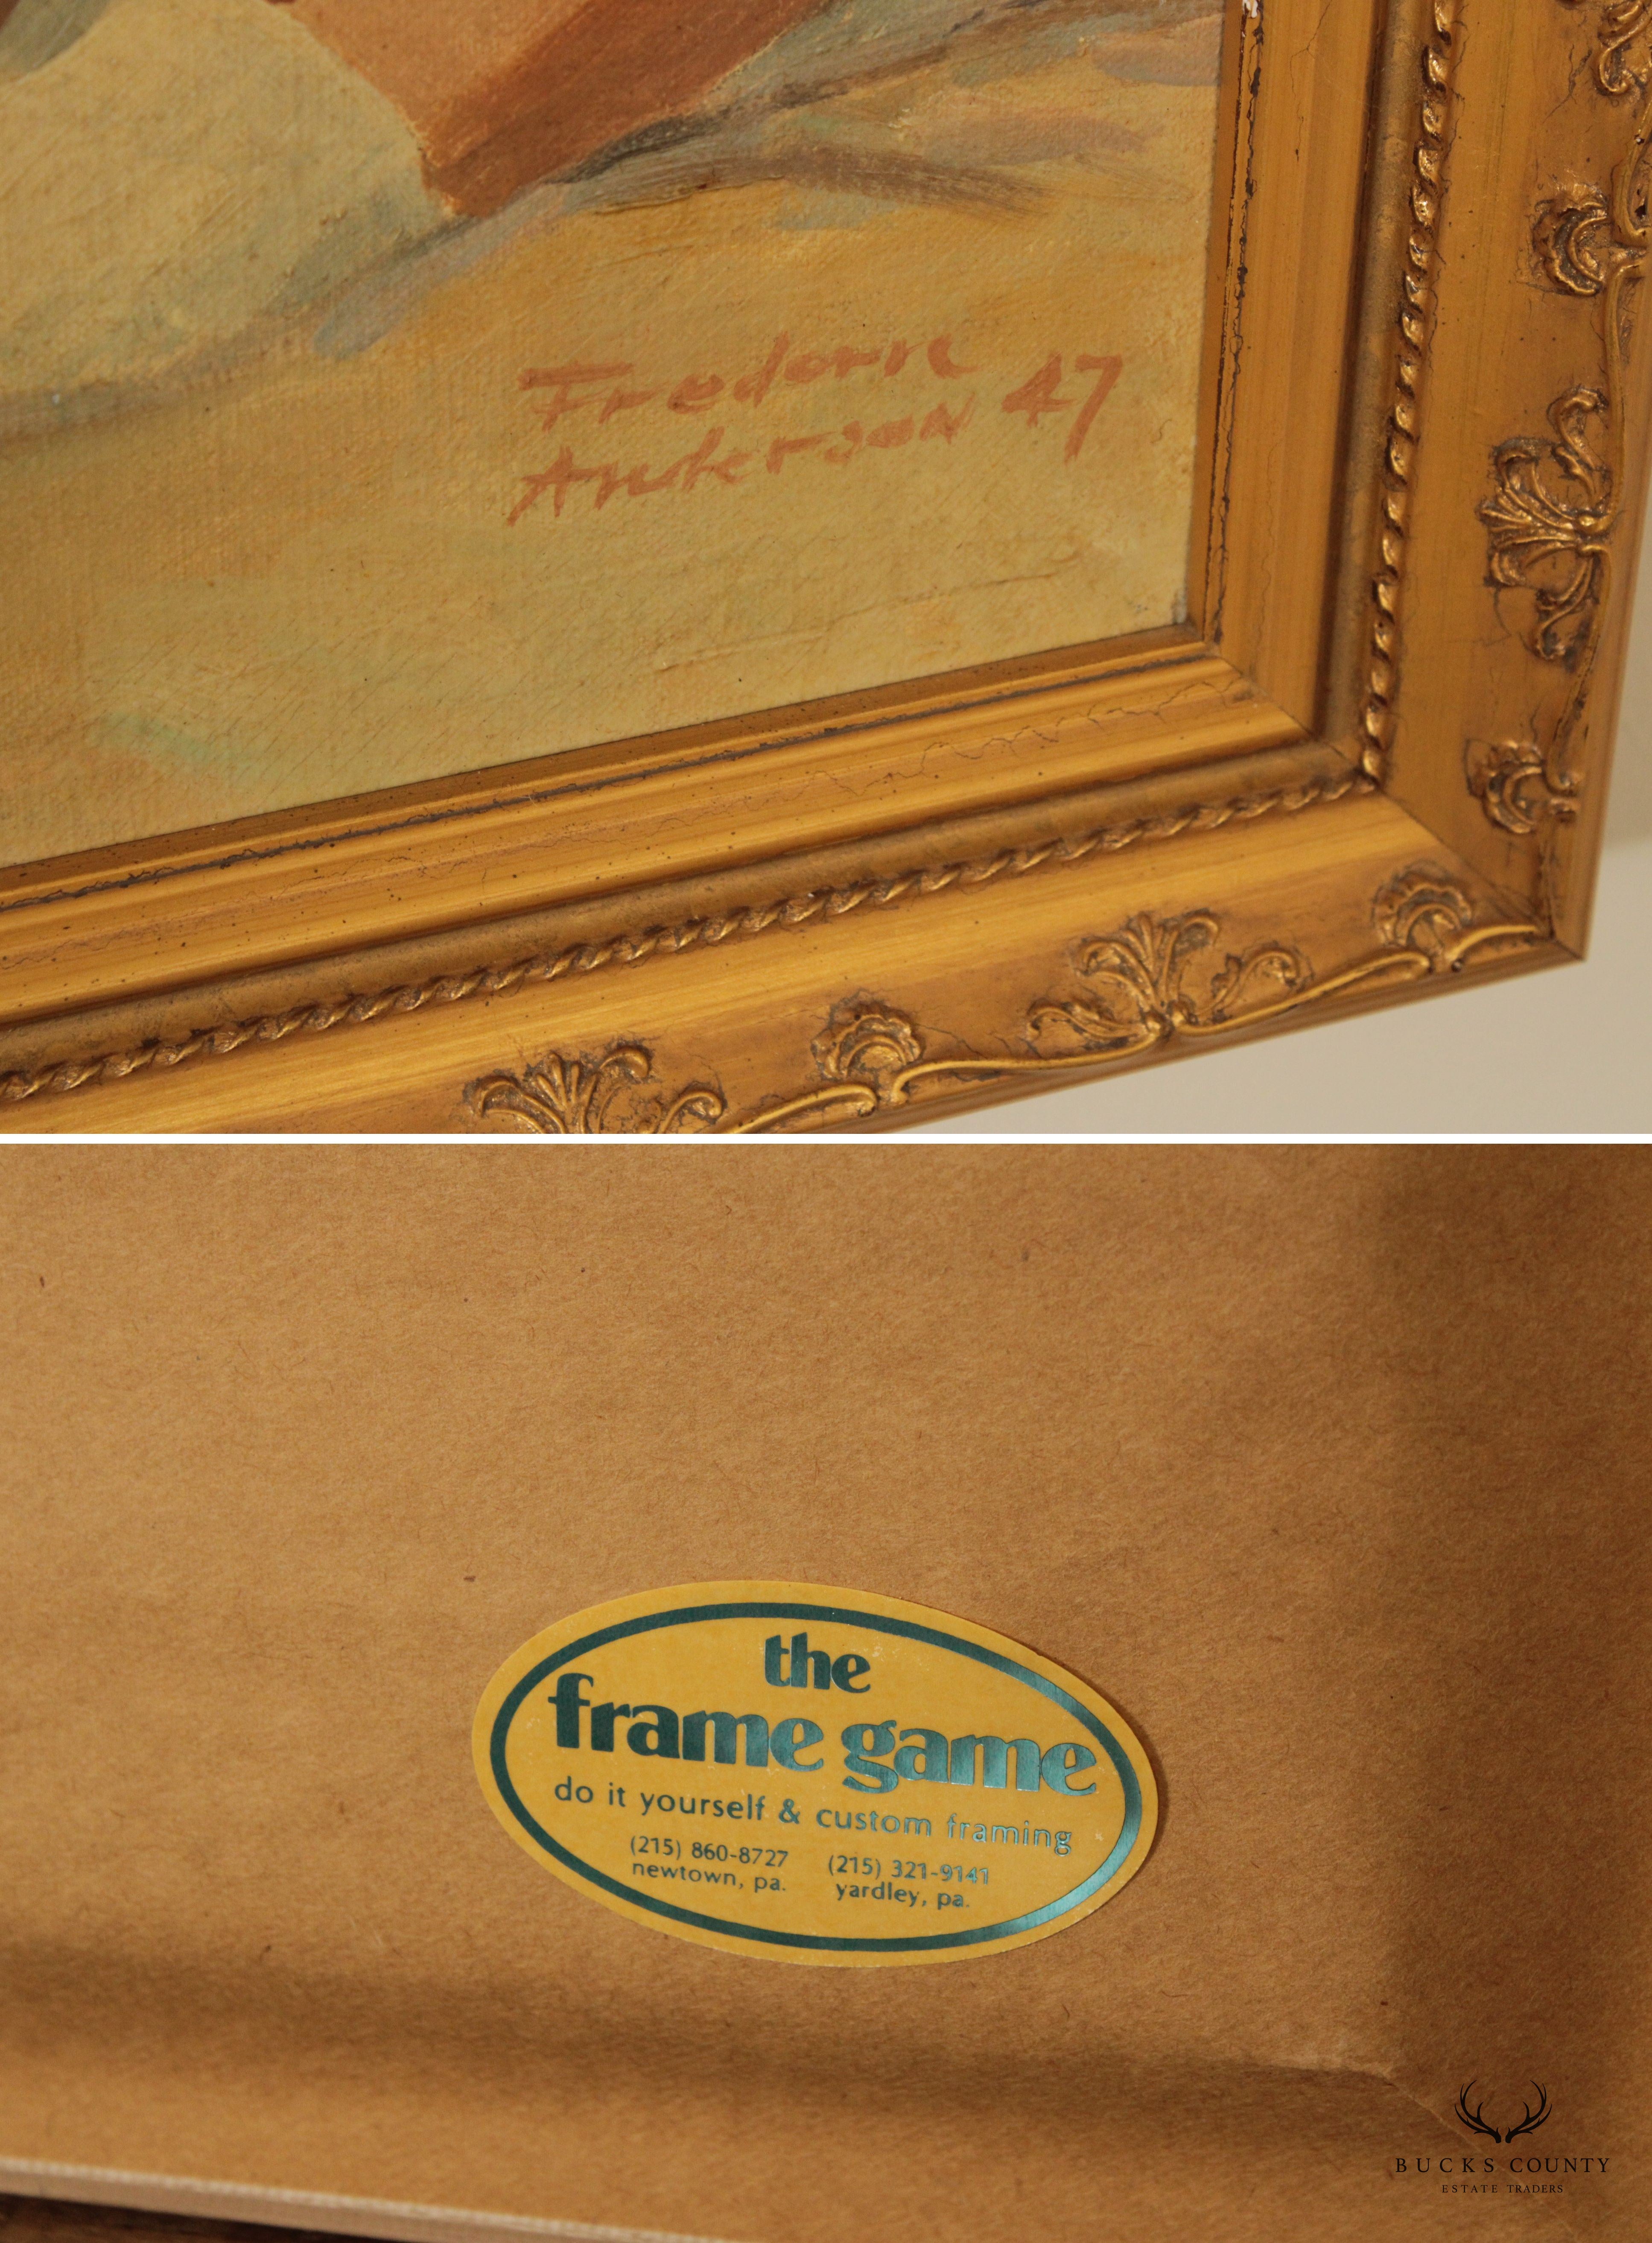 Frederic
Anderson 47
the
frame game
do it yourself & custom framing
(215) 860-8727 (215) 321-9141
newtown, pa. yardley, pa.
BUCKS COUNTY
ESTATE TRADERS